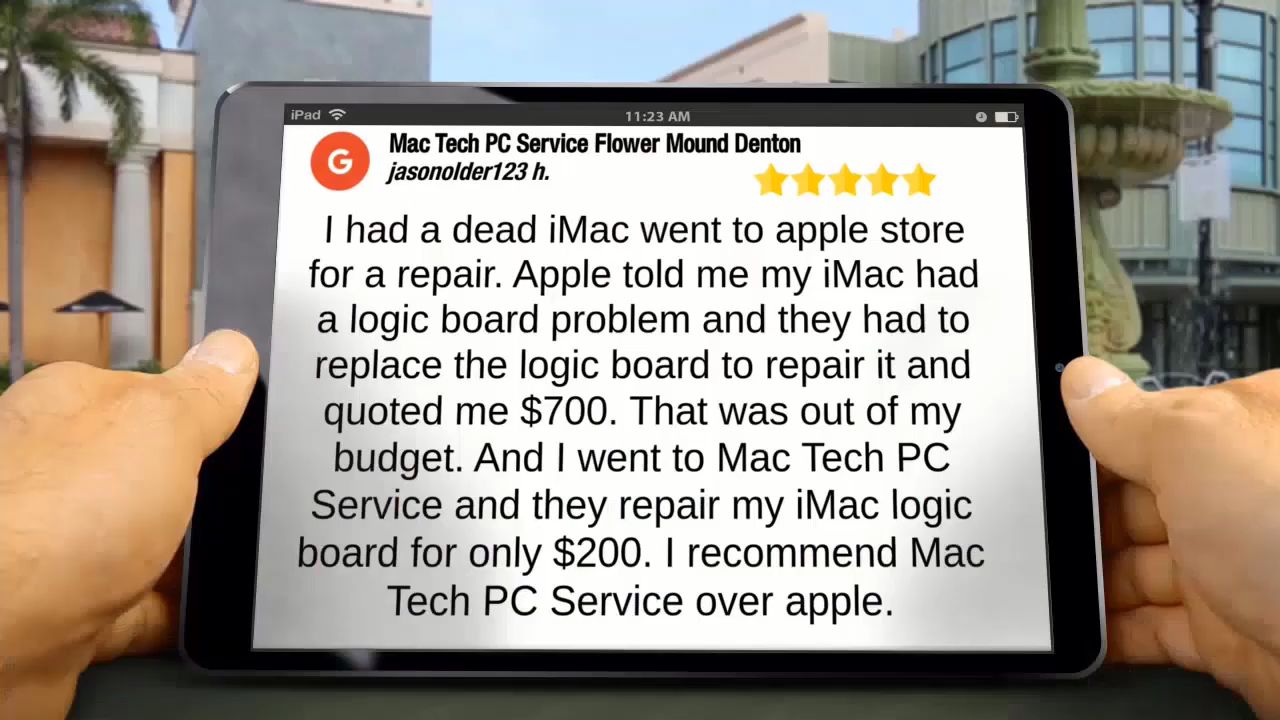 iPad 11:23 AM
G
Mac Tech PC Service Flower Mound Denton
jasonolder123 h.
I had a dead iMac went to apple store
for a repair. Apple told me my iMac had
a logic board problem and they had to
replace the logic board to repair it and
quoted me $700. That was out of my
budget. And I went to Mac Tech PC
Service and they repair my iMac logic
board for only $200. I recommend Mac
Tech PC Service over apple.